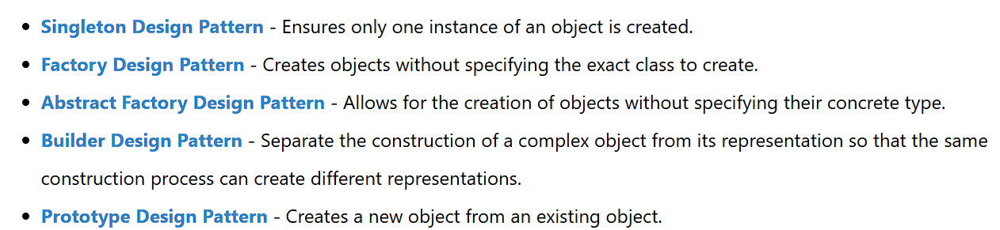 • Singleton Design Pattern - Ensures only one instance of an object is created.
• Factory Design Pattern - Creates objects without specifying the exact class to create.
• Abstract Factory Design Pattern - Allows for the creation of objects without specifying their concrete type.
• Builder Design Pattern - Separate the construction of a complex object from its representation so that the same
construction process can create different representations.
• Prototype Design Pattern - Creates a new object from an existing object.